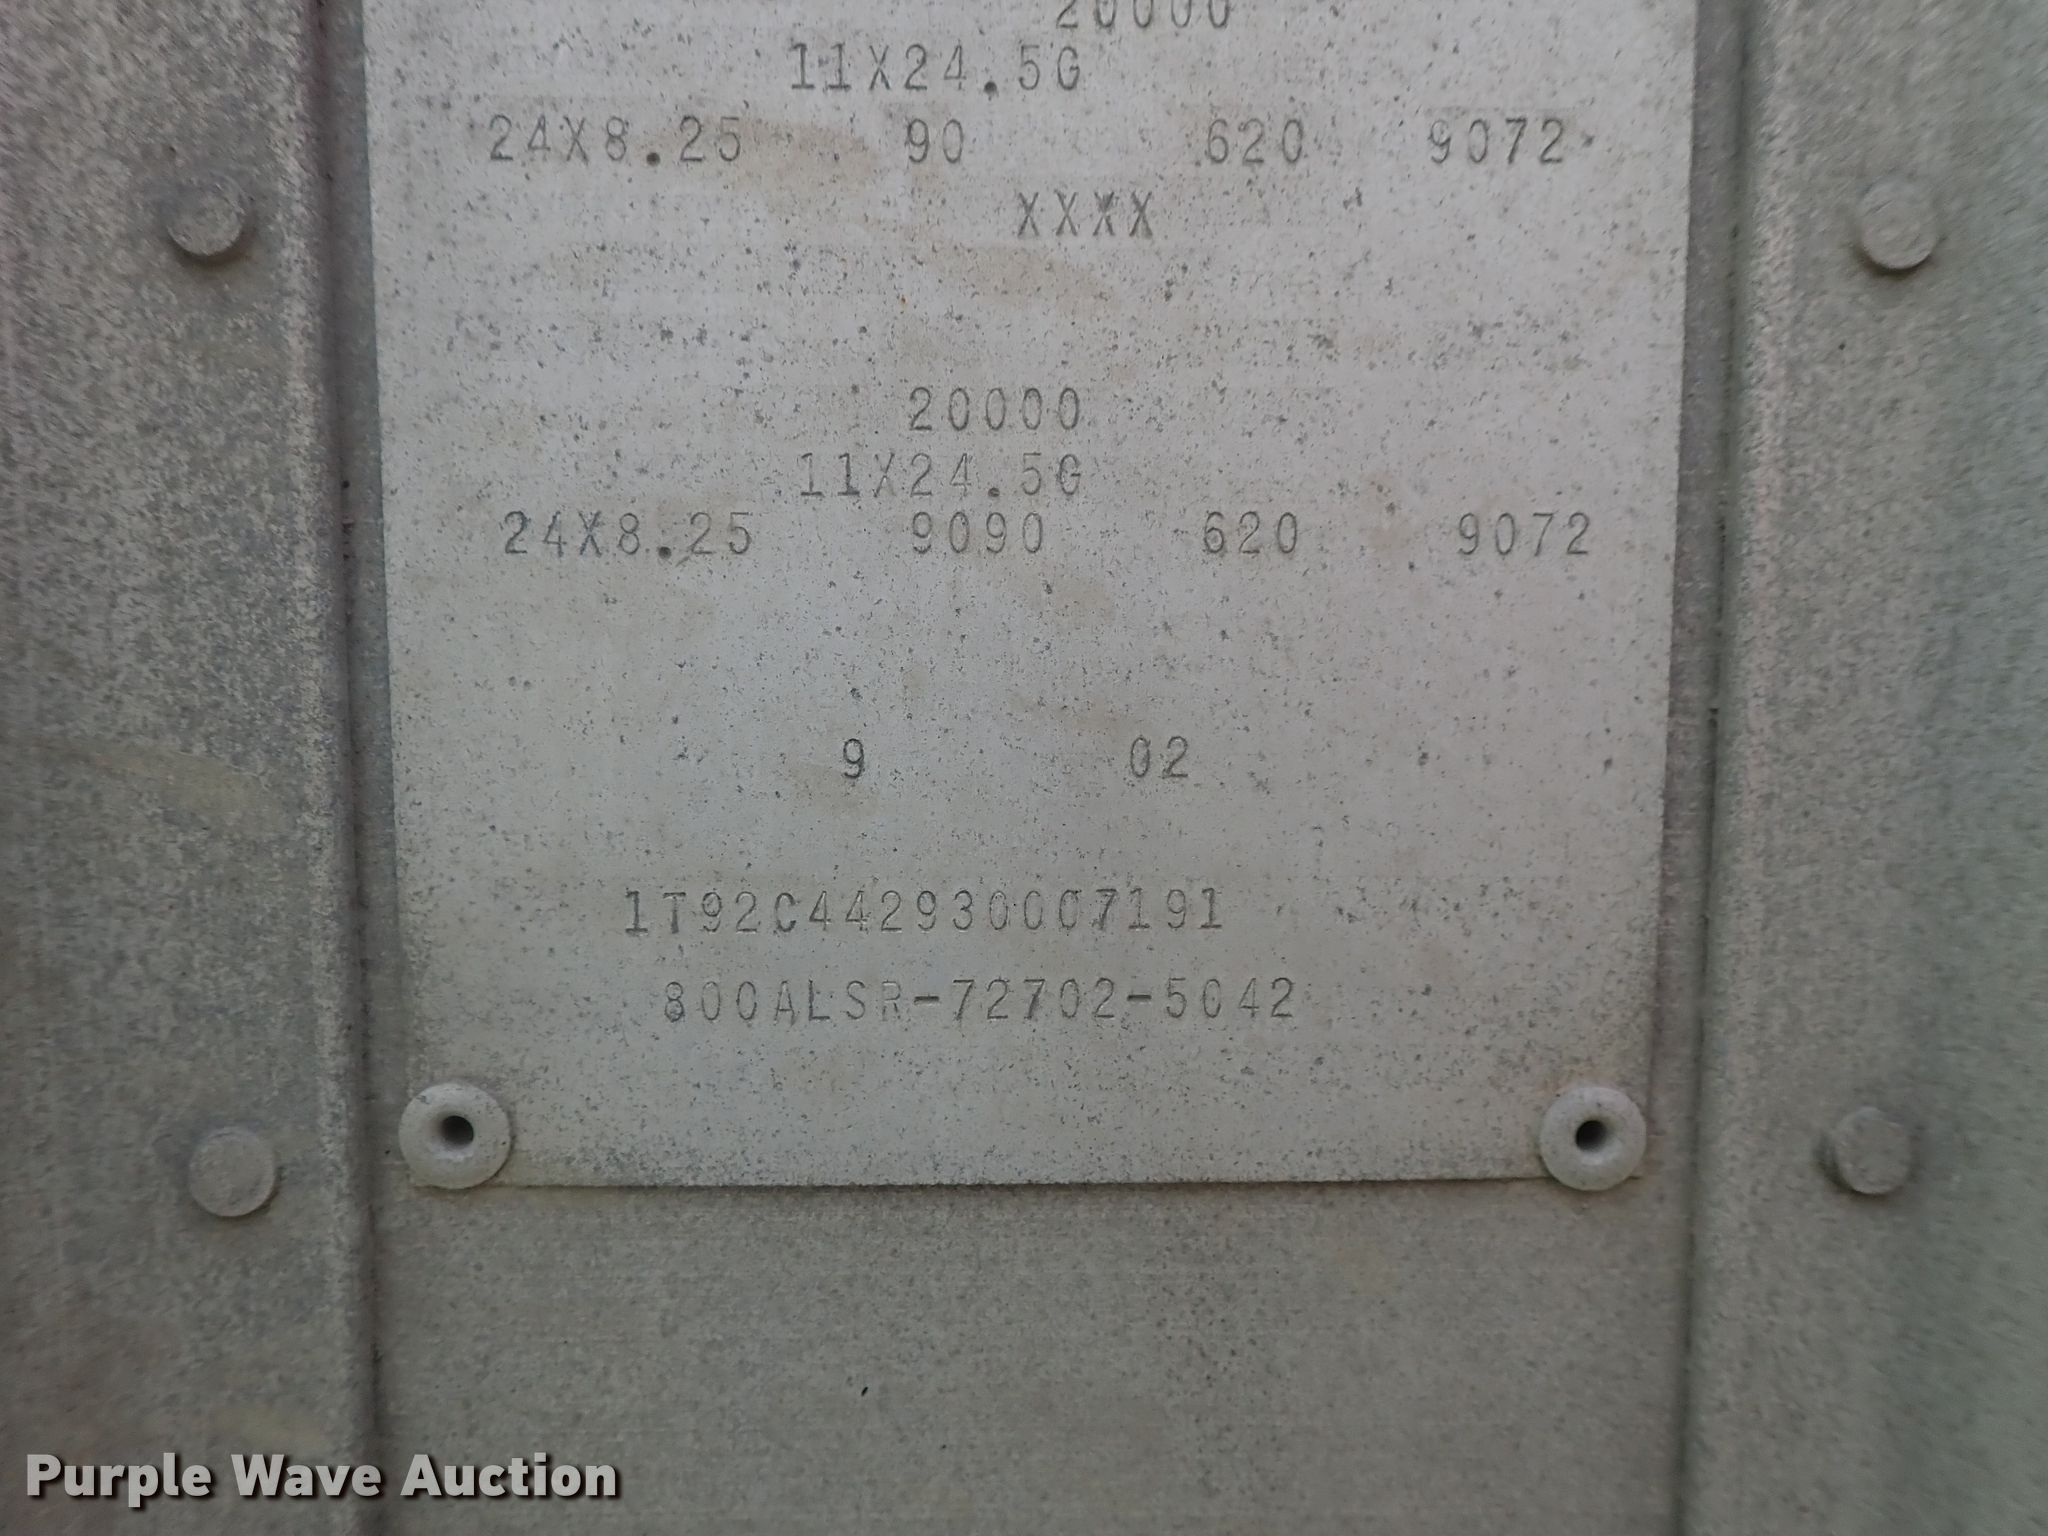 20000
11X24.5G
24X8.25 90 620 9072
XXXX
20000
11X24.5G
24X8.25 9090 620 9072
9 02
1T92C442930007191
800ALSR-72702-5042
Purple Wave Auction